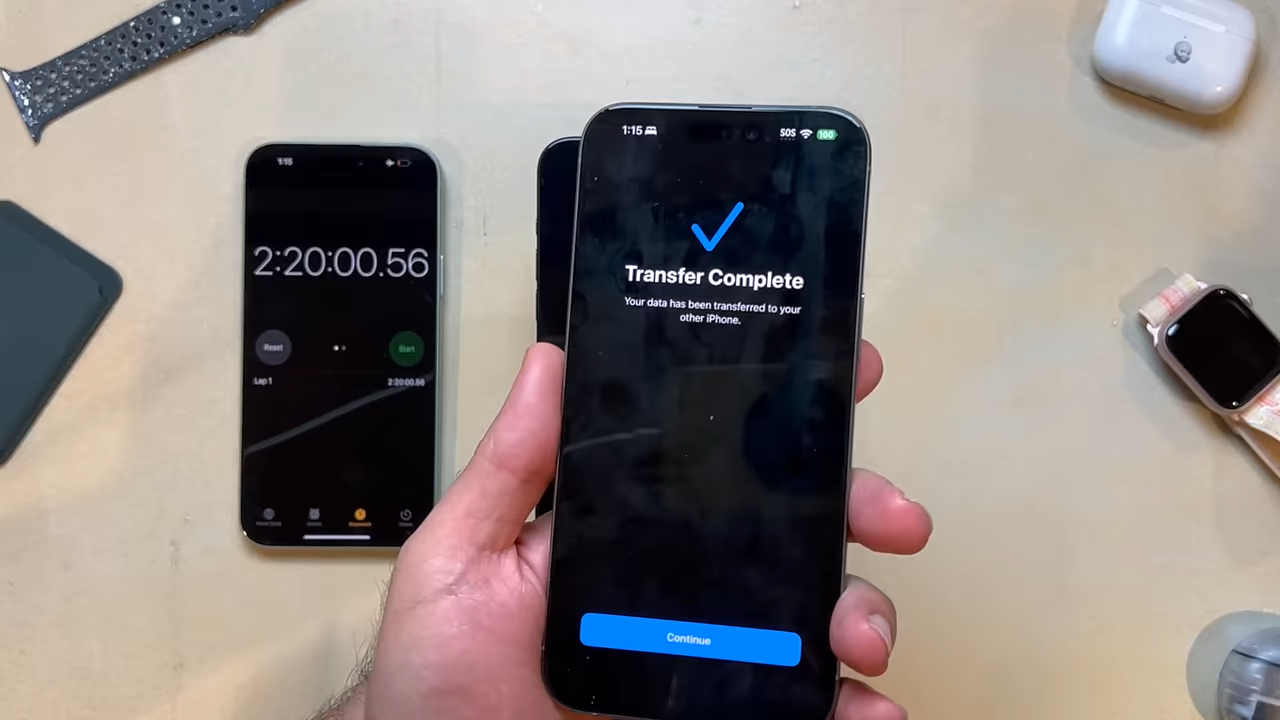 1:15
2:20:00.56
Reset
Start
Lap 1
2:20:00.56
1:15
SOS
100
Transfer Complete
Your data has been transferred to your
other iPhone.
Continue